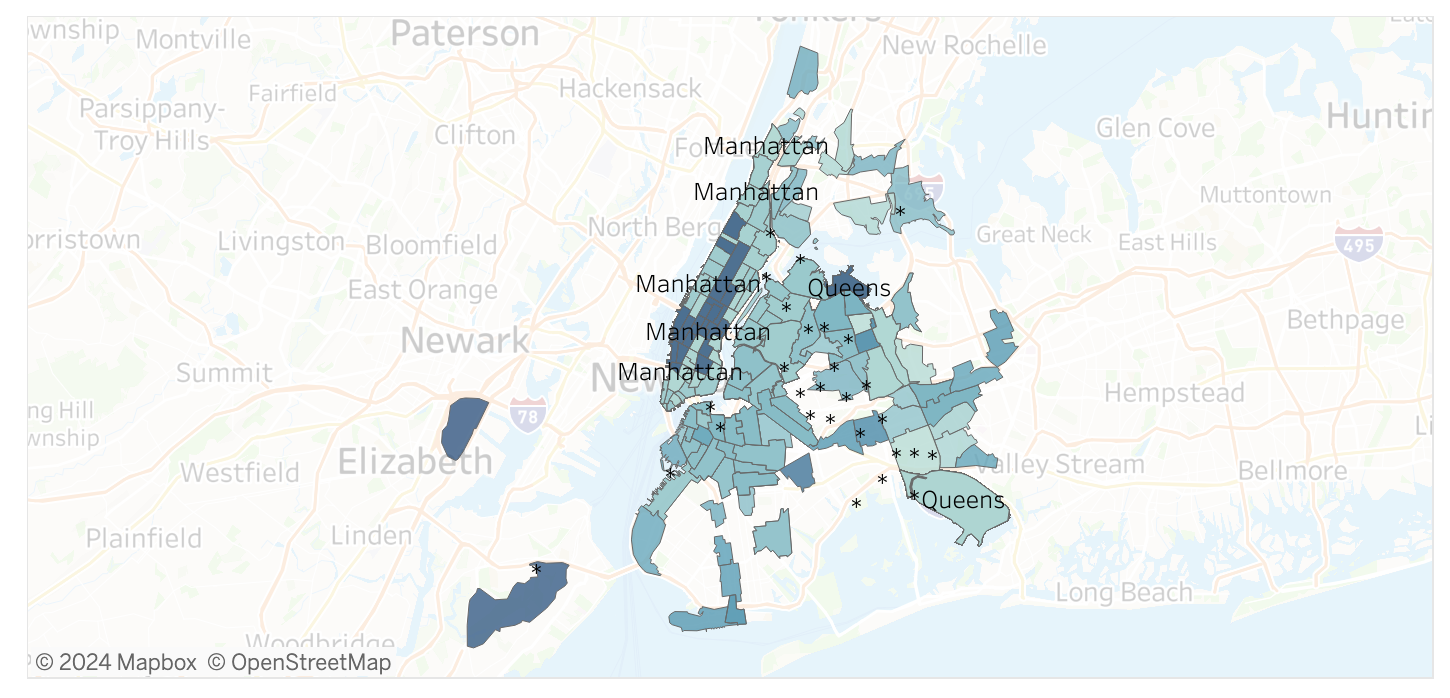 ownship
Montville
Paterson
Yonkers
New Rochelle
Hackensack
Fairfield
Parsippany-
Troy Hills
Clifton
Glen Cove
Huntin
Manhattan
Manhattan
Muttontown
orristown
Livingston
Bloomfield
North Berg
Great Neck
East Hills
495
East Orange
Manhattan
Queens
Newark
Manhattan
Bethpage
Summit
New
Manhattan
Hempstead
ng Hill
wnship
78
Westfield
Elizabeth
Valley Stream
Bellmore
Queens
Plainfield
Linden
Long Beach
Woodbridge
© 2024 Mapbox © OpenStreetMap